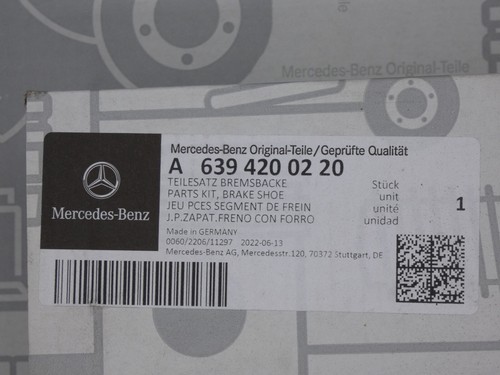 Mercedes-Benz Original-Teile
Mercedes-Benz Original-Teile/Geprüfte Qualität
A 639 420 02 20
TEILESATZ BREMSBACKE
PARTS KIT, BRAKE SHOE
JEU PCES SEGMENT DE FREIN
J.P.ZAPAT.FRENO CON FORRO
Stück
unit
unité
unidad
1
Mercedes-Benz
Made in GERMANY
0060/2206/11297 2022-06-13
Mercedes-Benz AG, Mercedesstr.120, 70372 Stuttgart, DE